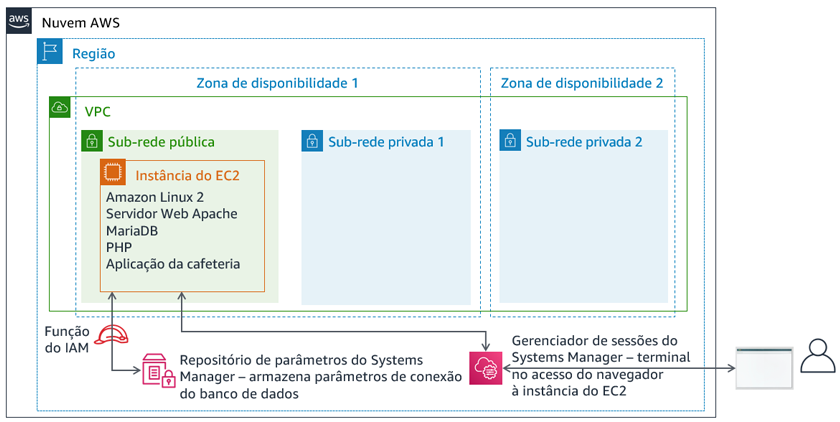 aws
Nuvem AWS
Região
Zona de disponibilidade 1
Zona de disponibilidade 2
VPC
Sub-rede pública
Sub-rede privada 1
Sub-rede privada 2
Instância do EC2
Amazon Linux 2
Servidor Web Apache
MariaDB
PHP
Aplicação da cafeteria
Função
do IAM
Repositório de parâmetros do Systems
Manager – armazena parâmetros de conexão
do banco de dados
Gerenciador de sessões do
Systems Manager – terminal
no acesso do navegador
à instância do EC2